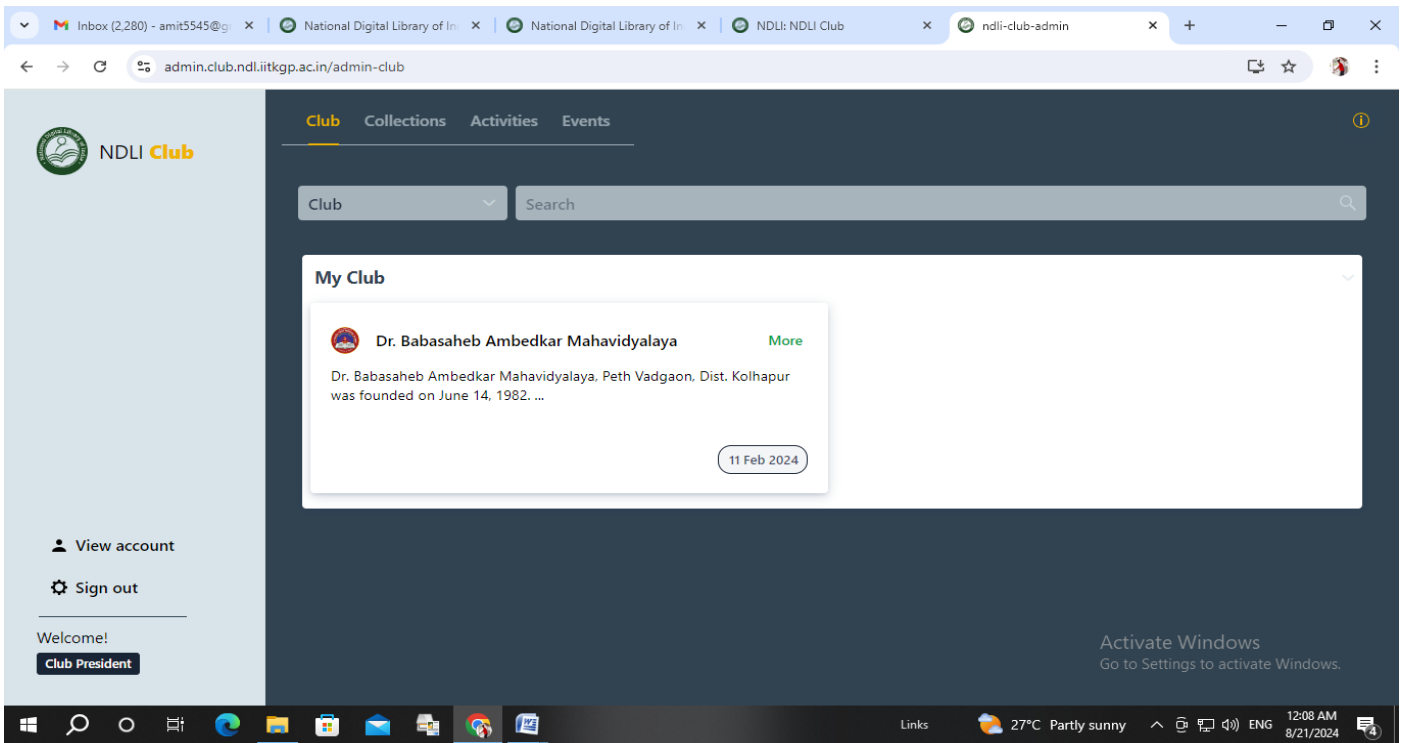 Inbox (2,280) - amit5545@g
National Digital Library of In
National Digital Library of In
NDLI: NDLI Club
ndli-club-admin
admin.club.ndl.iitkgp.ac.in/admin-club
NDLI Club
Club Collections Activities Events
Club
Search
My Club
Dr. Babasaheb Ambedkar Mahavidyalaya
More
Dr. Babasaheb Ambedkar Mahavidyalaya, Peth Vadgaon, Dist. Kolhapur
was founded on June 14, 1982. ...
11 Feb 2024
View account
Sign out
Welcome!
Club President
Activate Windows
Go to Settings to activate Windows.
Links
27°C Partly sunny
ENG
12:08 AM
8/21/2024
4